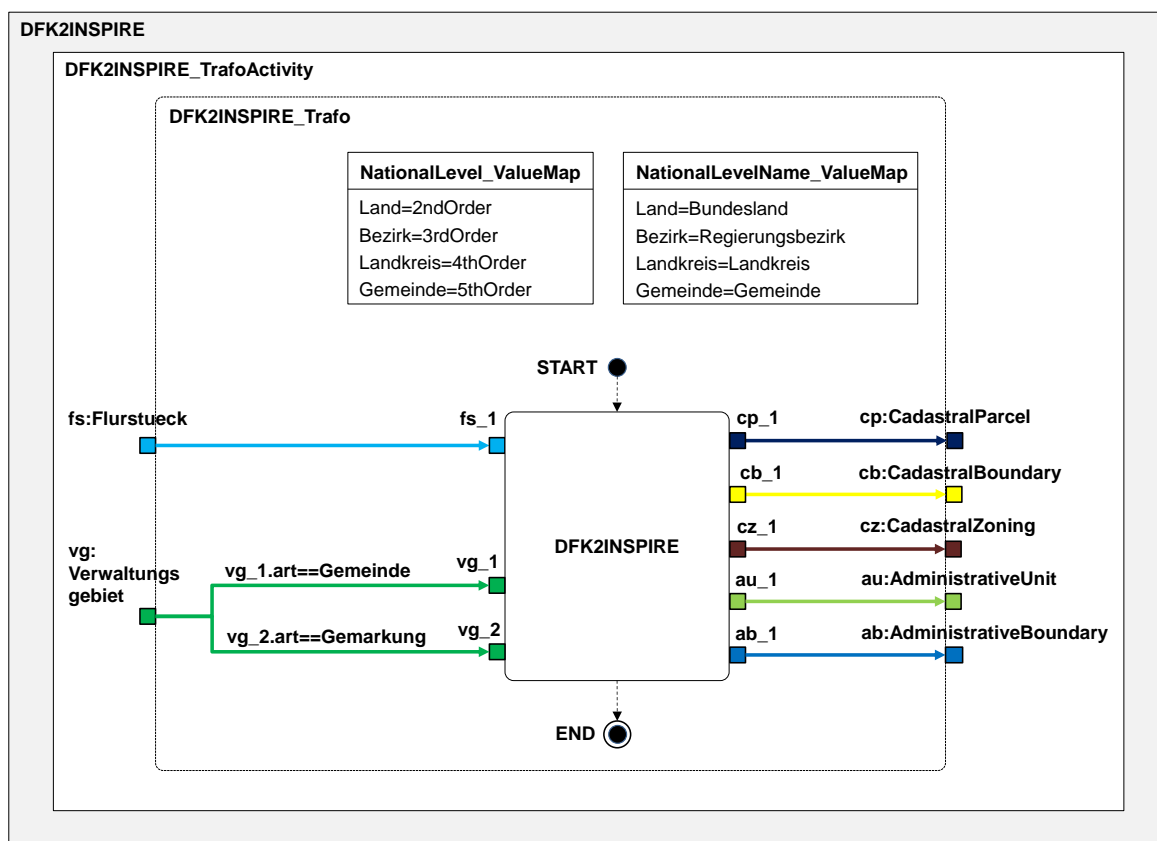 DFK2INSPIRE
DFK2INSPIRE_TrafoActivity
DFK2INSPIRE_Trafo
NationalLevel_ValueMap
Land=2ndOrder
Bezirk=3rdOrder
Landkreis=4thOrder
Gemeinde=5thOrder
NationalLevelName_ValueMap
Land=Bundesland
Bezirk=Regierungsbezirk
Landkreis=Landkreis
Gemeinde=Gemeinde
START
fs:Flurstueck
fs_1
cp_1
cp:CadastralParcel
cb_1
cb:CadastralBoundary
cz_1
cz:CadastralZoning
DFK2INSPIRE
vg:
Verwaltungs
gebiet
vg_1.art==Gemeinde
vg_1
au_1
au:AdministrativeUnit
vg_2.art==Gemarkung
vg_2
ab_1
ab:AdministrativeBoundary
END